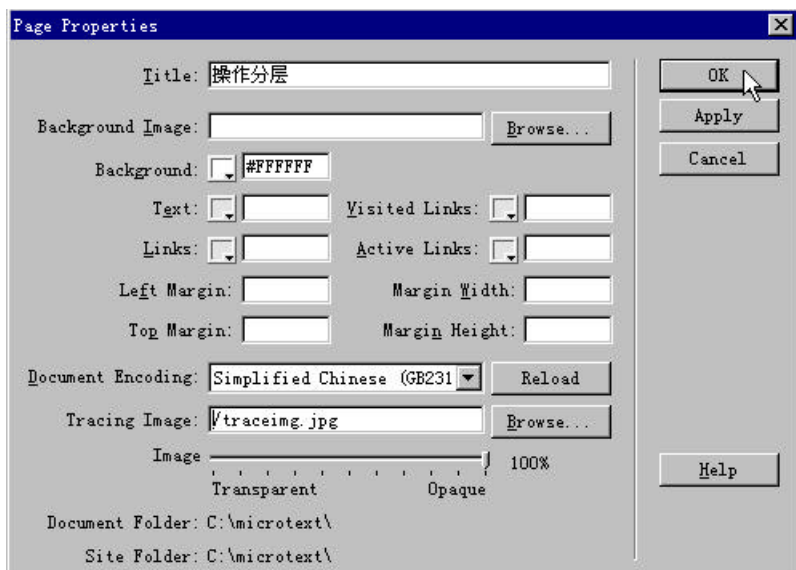 Page Properties
Title: 操作分层 OK
Background Image: Browse... Apply
Background: #FFFFFF Cancel
Text: Visited Links:
Links: Active Links:
Left Margin: Margin Width:
Top Margin: Margin Height:
Document Encoding: Simplified Chinese (GB231 Reload
Tracing Image: /traceimg.jpg Browse...
Image 100% Help
Transparent Opaque
Document Folder: C:\microtext\
Site Folder: C:\microtext\